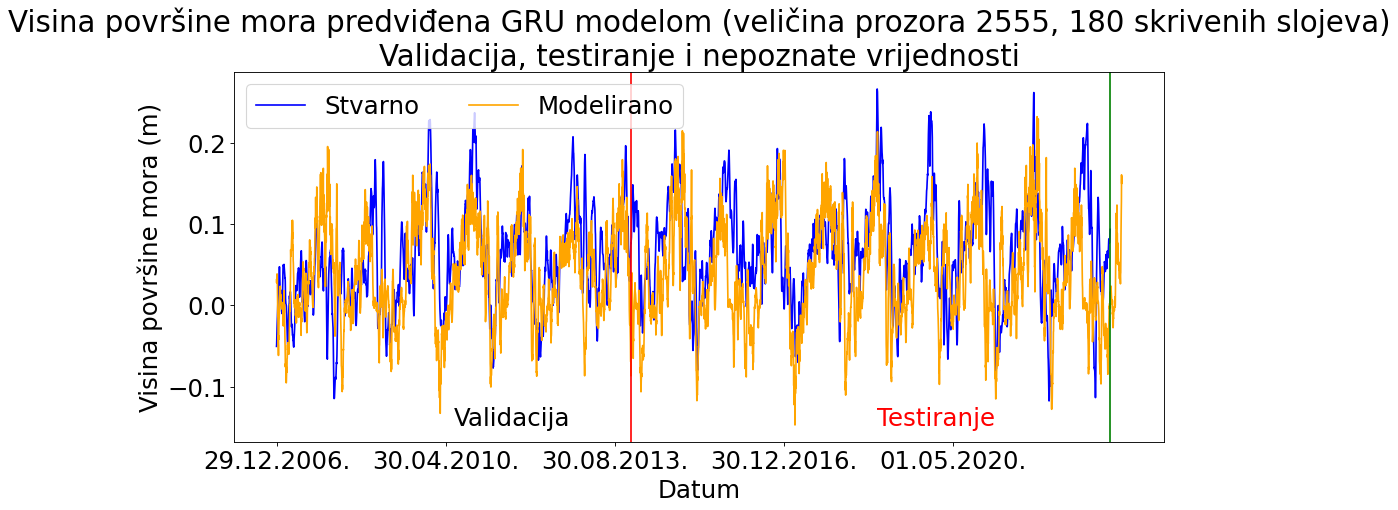 Visina površine mora predviđena GRU modelom (veličina prozora 2555, 180 skrivenih slojeva)
Validacija, testiranje i nepoznate vrijednosti
Stvarno
Modelirano
Visina površine mora (m)
0.2
0.1
0.0
−0.1
Validacija
Testiranje
29.12.2006.
30.04.2010.
30.08.2013.
30.12.2016.
01.05.2020.
Datum